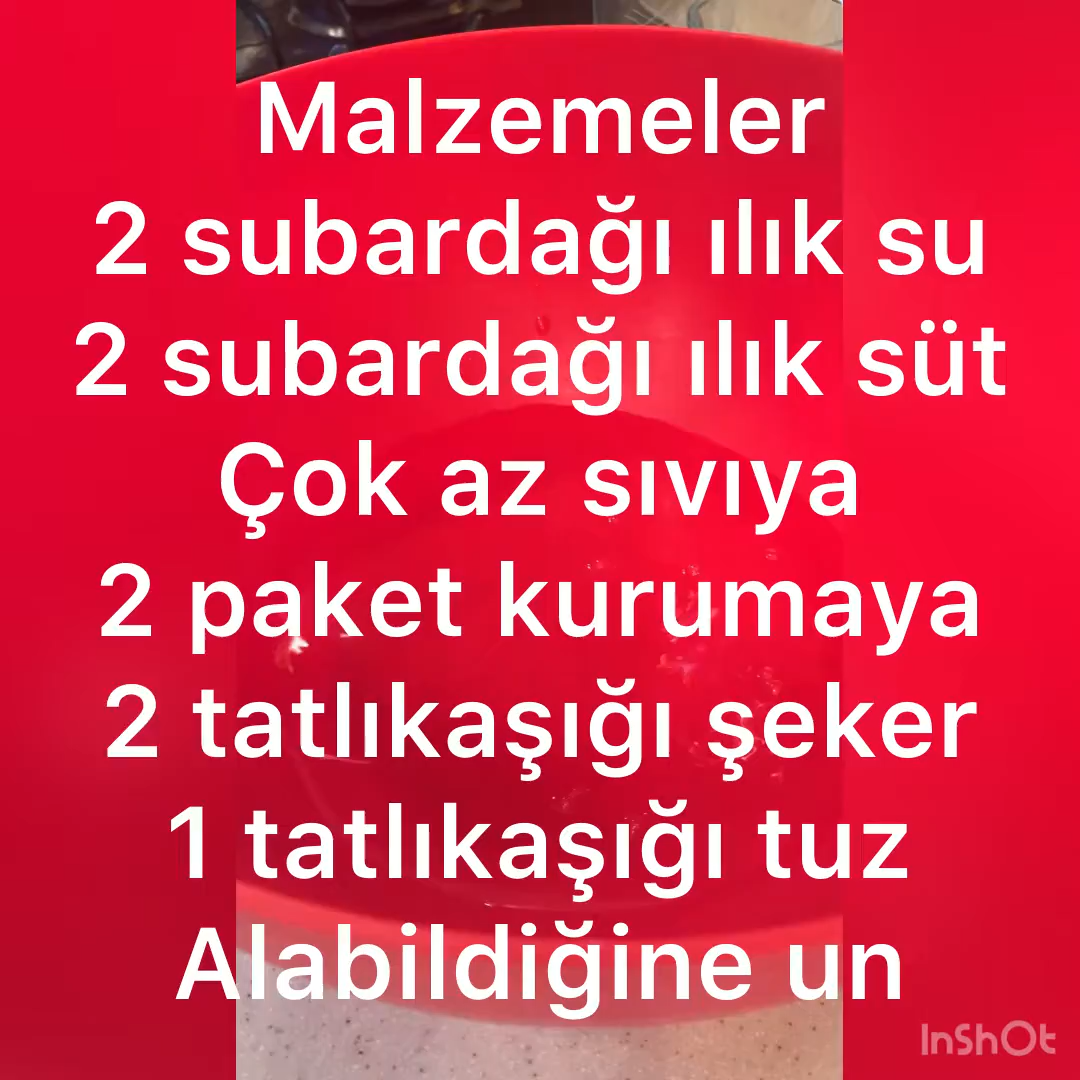 Malzemeler
2 subardağı ılık su
2 subardağı ılık süt
Çok az sıvıya
2 paket kurumaya
2 tatlıkaşığı şeker
1 tatlıkaşığı tuz
Alabildiğine un
InShOt